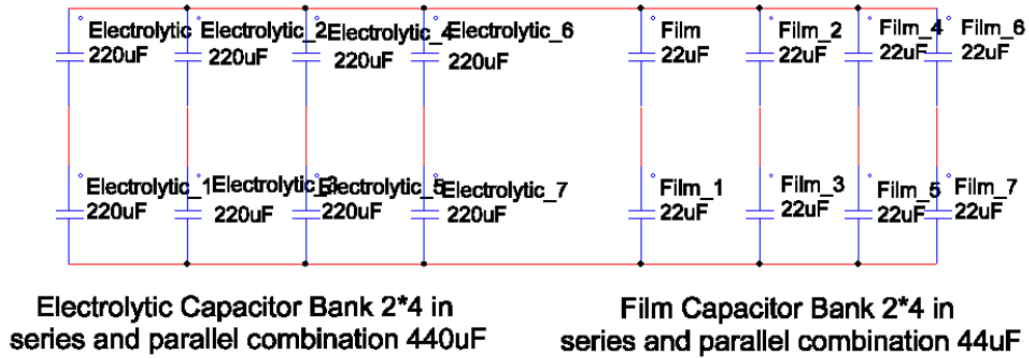 Electrolytic
220uF
Electrolytic_2
220uF
Electrolytic_4
220uF
Electrolytic_6
220uF
Film
22uF
Film_2
22uF
Film_4
22uF
Film_6
22uF
Electrolytic_1
220uF
Electrolytic_3
220uF
Electrolytic_5
220uF
Electrolytic_7
220uF
Film_1
22uF
Film_3
22uF
Film_5
22uF
Film_7
22uF
Electrolytic Capacitor Bank 2*4 in
series and parallel combination 440uF
Film Capacitor Bank 2*4 in
series and parallel combination 44uF